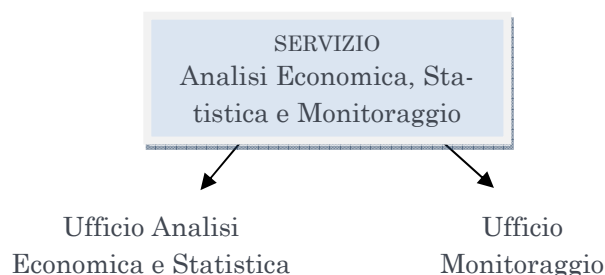 SERVIZIO
Analisi Economica, Sta-
tistica e Monitoraggio
Ufficio Analisi
Economica e Statistica
Ufficio
Monitoraggio